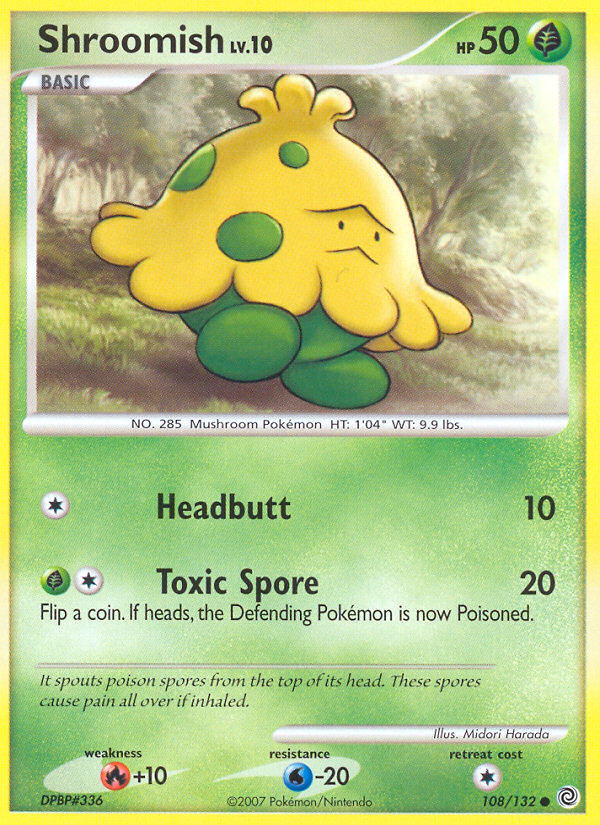 Shroomish LV.10
HP 50
BASIC
NO. 285 Mushroom Pokémon HT: 1'04" WT: 9.9 lbs.
Headbutt 10
Toxic Spore 20
Flip a coin. If heads, the Defending Pokémon is now Poisoned.
It spouts poison spores from the top of its head. These spores
cause pain all over if inhaled.
Illus. Midori Harada
weakness resistance retreat cost
+10 -20
DPBP#336 ©2007 Pokémon/Nintendo 108/132